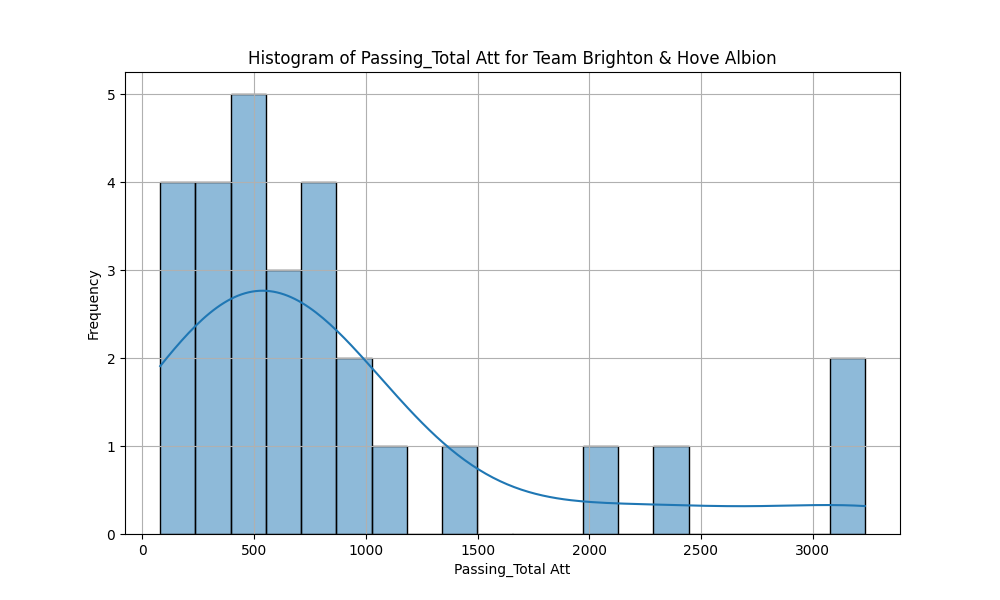 Histogram of Passing_Total Att for Team Brighton & Hove Albion
Frequency
5
4
3
2
1
0
0 500 1000 1500 2000 2500 3000
Passing_Total Att